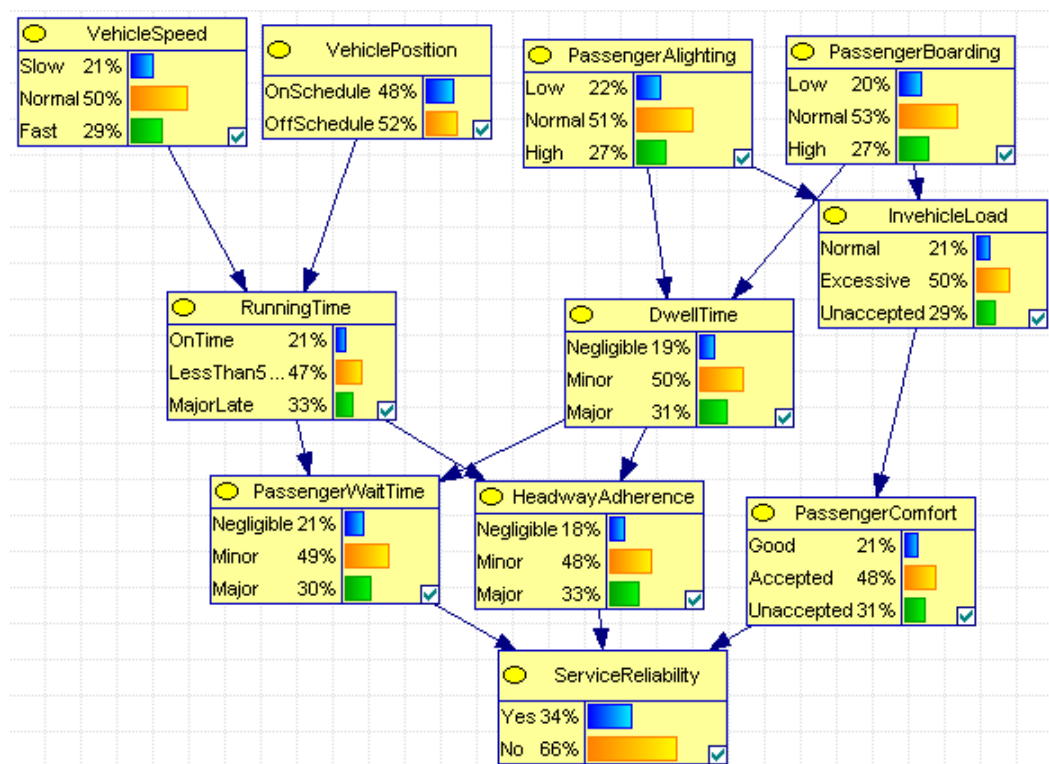 VehicleSpeed
Slow 21%
Normal 50%
Fast 29%
VehiclePosition
OnSchedule 48%
OffSchedule 52%
PassengerAlighting
Low 22%
Normal 51%
High 27%
PassengerBoarding
Low 20%
Normal 53%
High 27%
InvehicleLoad
Normal 21%
Excessive 50%
Unaccepted 29%
RunningTime
OnTime 21%
LessThan5 ... 47%
MajorLate 33%
DwellTime
Negligible 19%
Minor 50%
Major 31%
PassengerWaitTime
Negligible 21%
Minor 49%
Major 30%
HeadwayAdherence
Negligible 18%
Minor 48%
Major 33%
PassengerComfort
Good 21%
Accepted 48%
Unaccepted 31%
ServiceReliability
Yes 34%
No 66%